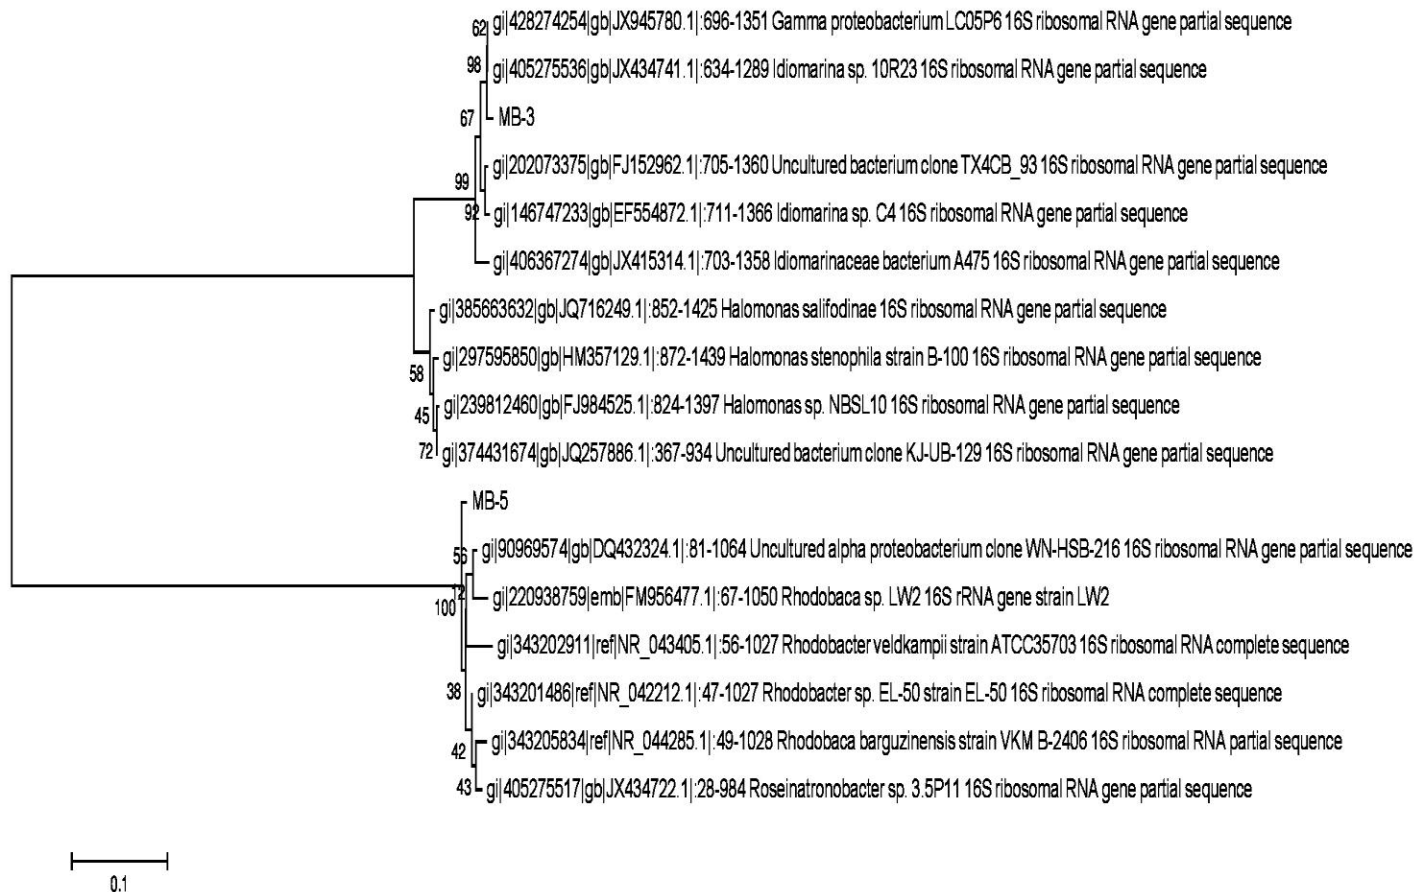 62 gi|428274254|gb|JX945780.1|:696-1351 Gamma proteobacterium LC05P6 16S ribosomal RNA gene partial sequence
98
gi|405275536|gb|JX434741.1|:634-1289 Idiomarina sp. 10R23 16S ribosomal RNA gene partial sequence
67 MB-3
gi|202073375|gb|FJ152962.1|:705-1360 Uncultured bacterium clone TX4CB_93 16S ribosomal RNA gene partial sequence
99
92 gi|146747233|gb|EF554872.1|:711-1366 Idiomarina sp. C4 16S ribosomal RNA gene partial sequence
gi|406367274|gb|JX415314.1|:703-1358 Idiomarinaceae bacterium A475 16S ribosomal RNA gene partial sequence
gi|385663632|gb|JQ716249.1|:852-1425 Halomonas salifodinae 16S ribosomal RNA gene partial sequence
gi|297595850|gb|HM357129.1|:872-1439 Halomonas stenophila strain B-100 16S ribosomal RNA gene partial sequence
58
gi|239812460|gb|FJ984525.1|:824-1397 Halomonas sp. NBSL10 16S ribosomal RNA gene partial sequence
45
72 gi|374431674|gb|JQ257886.1|:367-934 Uncultured bacterium clone KJ-UB-129 16S ribosomal RNA gene partial sequence
MB-5
56 gi|90969574|gb|DQ432324.1|:81-1064 Uncultured alpha proteobacterium clone WN-HSB-216 16S ribosomal RNA gene partial sequence
gi|220938759|emb|FM956477.1|:67-1050 Rhodobaca sp. LW2 16S rRNA gene strain LW2
100
gi|343202911|ref|NR_043405.1|:56-1027 Rhodobacter veldkampii strain ATCC35703 16S ribosomal RNA complete sequence
38 gi|343201486|ref|NR_042212.1|:47-1027 Rhodobacter sp. EL-50 strain EL-50 16S ribosomal RNA complete sequence
gi|343205834|ref|NR_044285.1|:49-1028 Rhodobaca barguzinensis strain VKM B-2406 16S ribosomal RNA partial sequence
42
43 gi|405275517|gb|JX434722.1|:28-984 Roseinatronobacter sp. 3.5P11 16S ribosomal RNA gene partial sequence
0.1